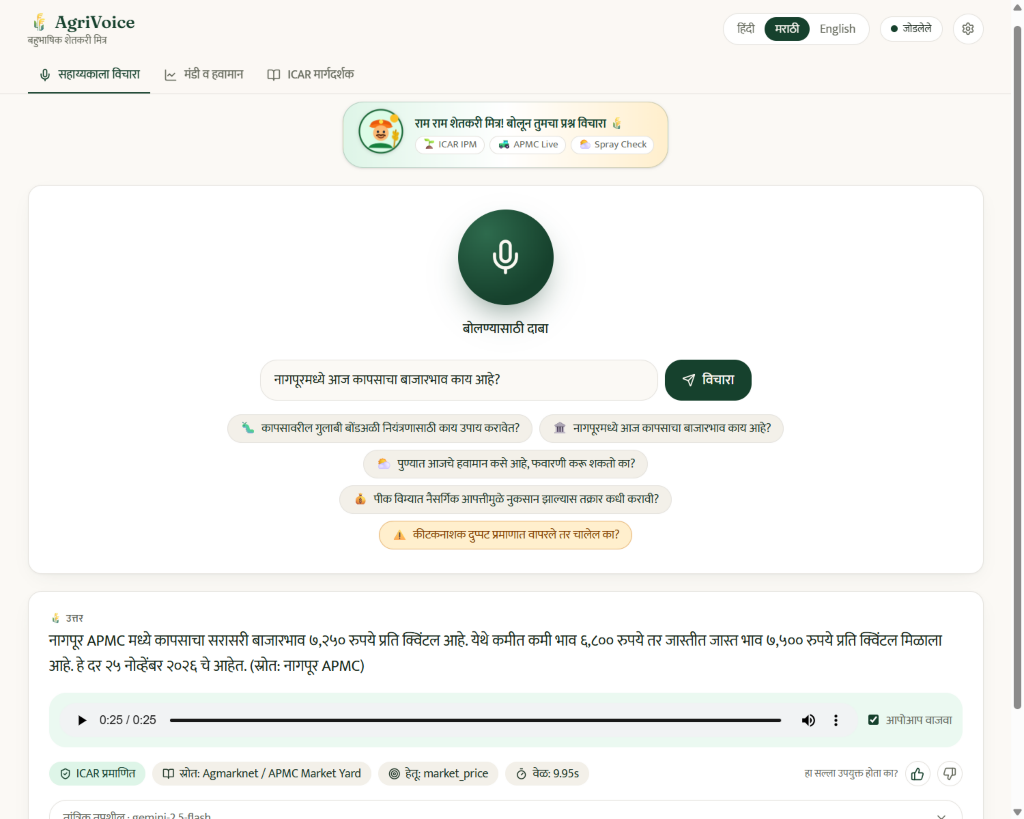 AgriVoice
बहुभाषिक शेतकरी मित्र
हिंदी मराठी English
जोडलेले
सहाय्यकाला विचारा मंडी व हवामान ICAR मार्गदर्शक
राम राम शेतकरी मित्र! बोलून तुमचा प्रश्न विचारा
ICAR IPM APMC Live Spray Check
बोलण्यासाठी दाबा
नागपूरमध्ये आज कापसाचा बाजारभाव काय आहे?
विचारा
कापसावरील गुलाबी बोंडअळी नियंत्रणासाठी काय उपाय करावेत?
नागपूरमध्ये आज कापसाचा बाजारभाव काय आहे?
पुण्यात आजचे हवामान कसे आहे, फवारणी करू शकतो का?
पीक विम्यात नैसर्गिक आपत्तीमुळे नुकसान झाल्यास तक्रार कधी करावी?
कीटकनाशक दुप्पट प्रमाणात वापरले तर चालेल का?
उत्तर
नागपूर APMC मध्ये कापसाचा सरासरी बाजारभाव ७,२५० रुपये प्रति क्विंटल आहे. येथे कमीत कमी भाव ६,८०० रुपये तर जास्तीत जास्त भाव ७,५०० रुपये प्रति क्विंटल मिळाला
आहे. हे दर २५ नोव्हेंबर २०२६ चे आहेत. (स्रोत: नागपूर APMC)
0:25 / 0:25
आपोआप वाजवा
ICAR प्रमाणित
स्रोत: Agmarknet / APMC Market Yard
हेतू: market_price
वेळ: 9.95s
हा सल्ला उपयुक्त होता का?
तांत्रिक तपशील · gemini-2.5-flash